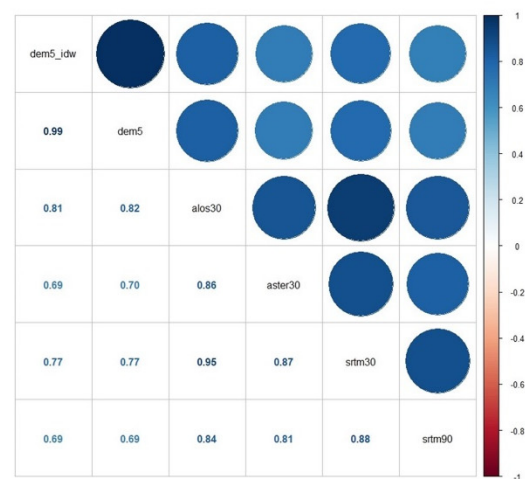 dem5_idw
0.99 dem5
0.81 0.82 alos30
0.69 0.70 0.86 aster30
0.77 0.77 0.95 0.87 srtm30
0.69 0.69 0.84 0.81 0.88 srtm90
1
0.8
0.6
0.4
0.2
0
-0.2
-0.4
-0.6
-0.8
-1